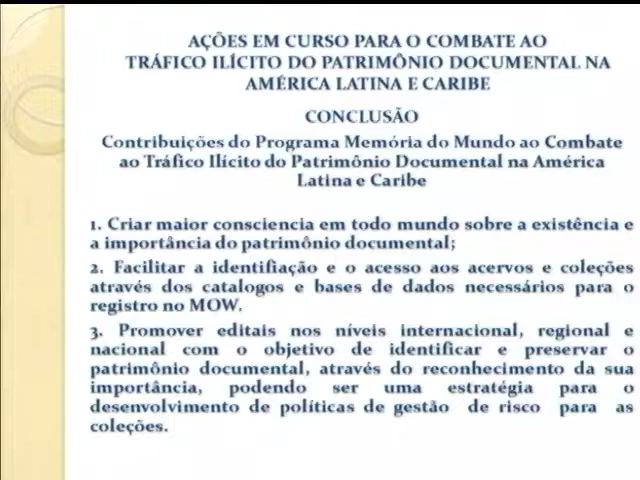 AÇÕES EM CURSO PARA O COMBATE AO
TRÁFICO ILÍCITO DO PATRIMÔNIO DOCUMENTAL NA
AMÉRICA LATINA E CARIBE
CONCLUSÃO
Contribuições do Programa Memória do Mundo ao Combate
ao Tráfico Ilícito do Patrimônio Documental na América
Latina e Caribe
1. Criar maior consciencia em todo mundo sobre a existência e
a importância do patrimônio documental;
2. Facilitar a identifiação e o acesso aos acervos e coleções
através dos catalogos e bases de dados necessários para o
registro no MOW.
3. Promover editais nos níveis internacional, regional e
nacional com o objetivo de identificar e preservar o
patrimônio documental, através do reconhecimento da sua
importância, podendo ser uma estratégia para o
desenvolvimento de políticas de gestão de risco para as
coleções.